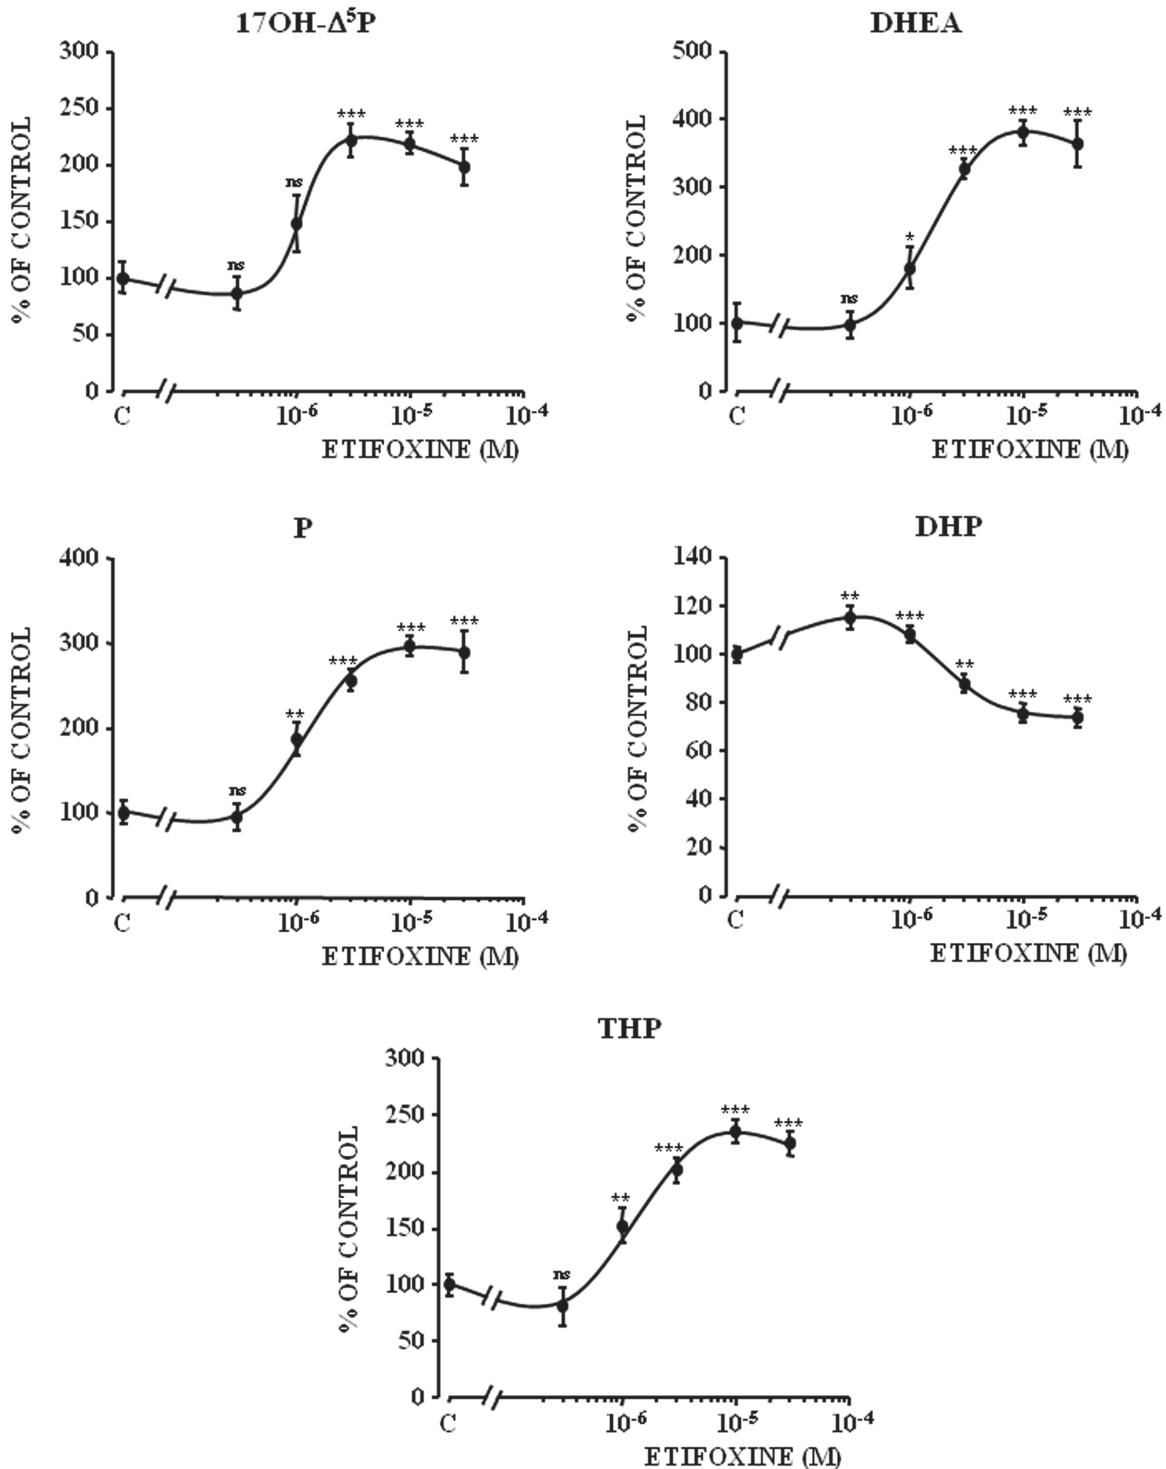 17OH-Δ⁵P
300
***
250
***
***
200
ns
150
ns
100
50
0
% OF CONTROL
C
10⁻⁶
10⁻⁵
10⁻⁴
ETIFOXINE (M)
DHEA
500
***
***
400
***
300
*
200
ns
100
0
% OF CONTROL
C
10⁻⁶
10⁻⁵
10⁻⁴
ETIFOXINE (M)
P
400
***
***
300
***
**
200
ns
100
0
% OF CONTROL
C
10⁻⁶
10⁻⁵
10⁻⁴
ETIFOXINE (M)
DHP
140
**
120
***
100
**
80
***
***
60
40
20
0
% OF CONTROL
C
10⁻⁶
10⁻⁵
10⁻⁴
ETIFOXINE (M)
THP
300
250
***
***
***
200
**
150
ns
100
50
0
% OF CONTROL
C
10⁻⁶
10⁻⁵
10⁻⁴
ETIFOXINE (M)